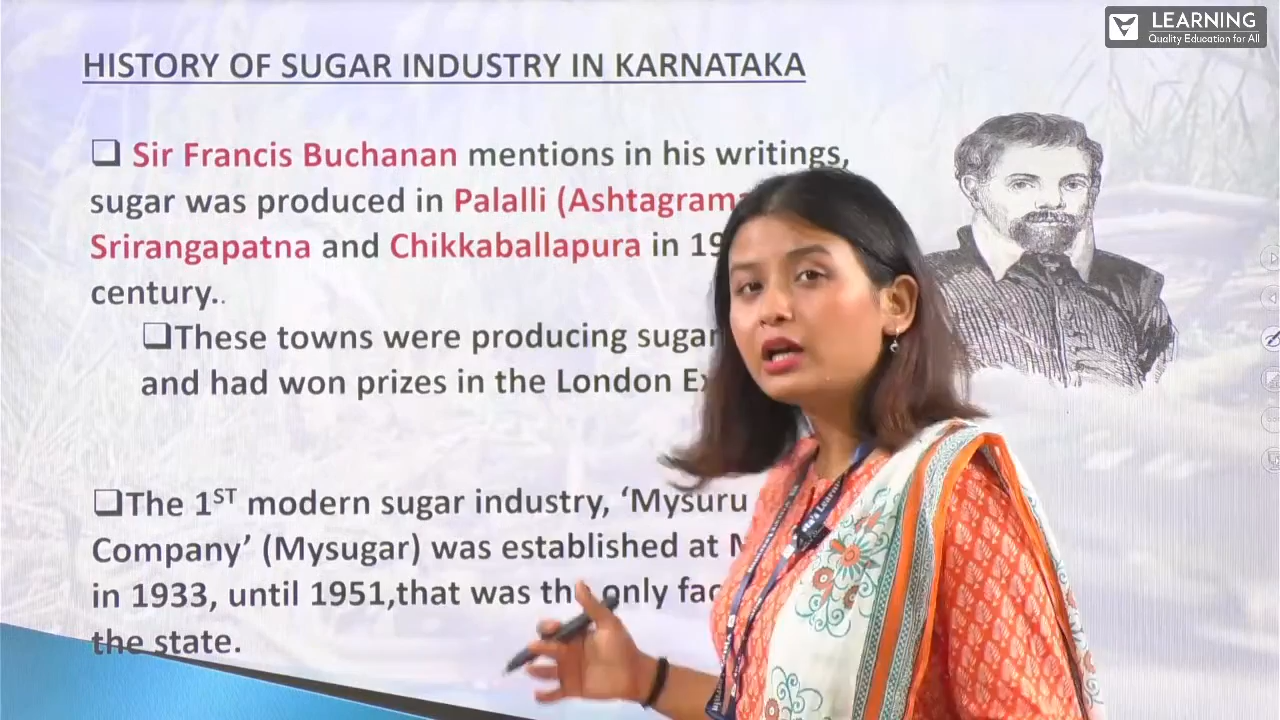 LEARNING
Quality Education for All
HISTORY OF SUGAR INDUSTRY IN KARNATAKA
Sir Francis Buchanan mentions in his writings,
sugar was produced in Palalli (Ashtagrama
Srirangapatna and Chikkaballapura in 19
century..
These towns were producing sugar
and had won prizes in the London Ex
The 1ST modern sugar industry, ‘Mysuru
Company’ (Mysugar) was established at M
in 1933, until 1951,that was the only fac
the state.